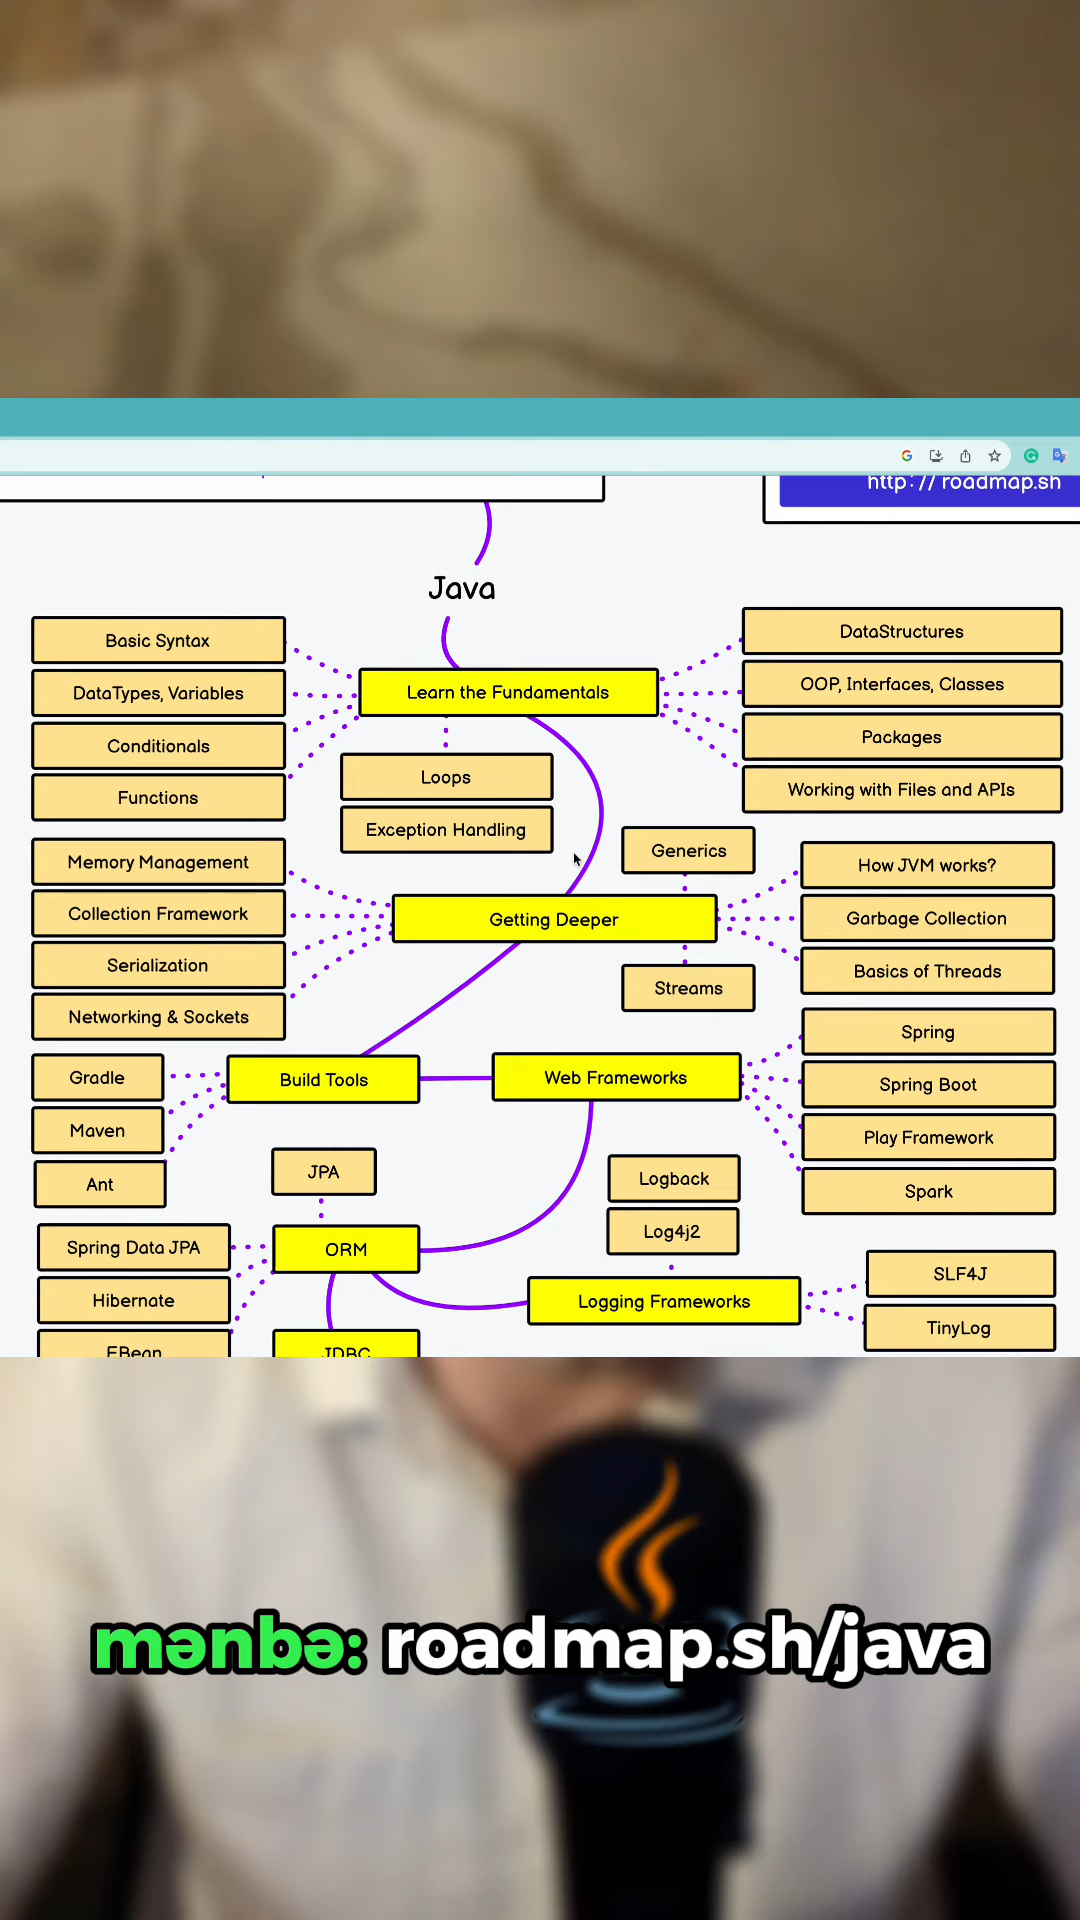 http://roadmap.sh
Java
Basic Syntax
DataTypes, Variables
Conditionals
Functions
Learn the Fundamentals
Loops
Exception Handling
DataStructures
OOP, Interfaces, Classes
Packages
Working with Files and APIs
Memory Management
Collection Framework
Serialization
Networking & Sockets
Getting Deeper
Generics
Streams
How JVM works?
Garbage Collection
Basics of Threads
Gradle
Maven
Ant
Build Tools
Web Frameworks
Spring
Spring Boot
Play Framework
Spark
JPA
ORM
Spring Data JPA
Hibernate
EBean
JDBC
Logback
Log4j2
Logging Frameworks
SLF4J
TinyLog
mənbə: roadmap.sh/java